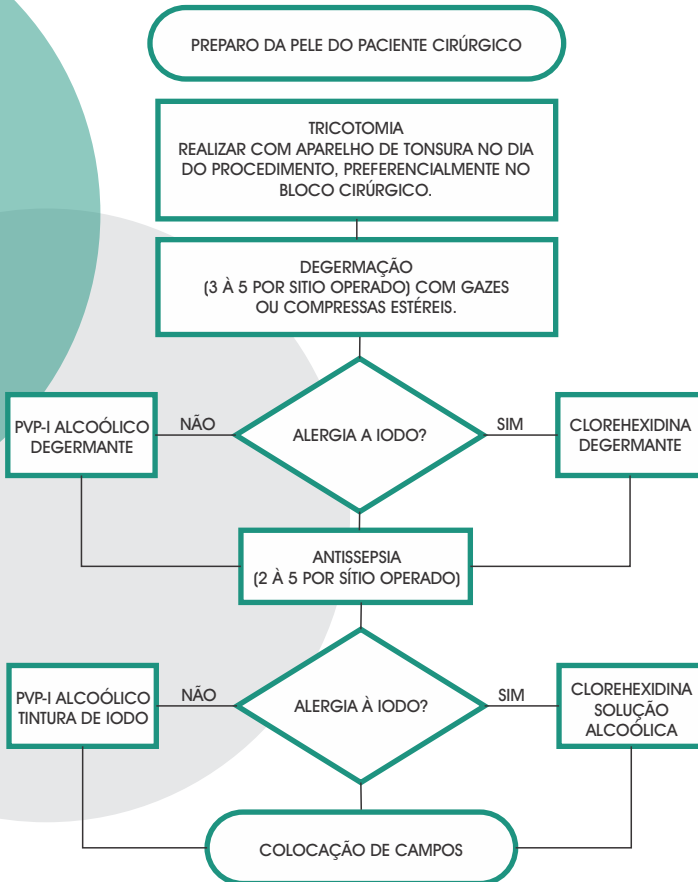 PREPARO DA PELE DO PACIENTE CIRÚRGICO
TRICOTOMIA
REALIZAR COM APARELHO DE TONSURA NO DIA
DO PROCEDIMENTO, PREFERENCIALMENTE NO
BLOCO CIRÚRGICO.
DEGERMAÇÃO
(3 À 5 POR SITIO OPERADO) COM GAZES
OU COMPRESSAS ESTÉREIS.
PVP-I ALCOÓLICO
DEGERMANTE
NÃO
ALERGIA A IODO?
SIM
CLOREHEXIDINA
DEGERMANTE
ANTISSEPSIA
(2 À 5 POR SÍTIO OPERADO)
PVP-I ALCOÓLICO
TINTURA DE IODO
NÃO
ALERGIA À IODO?
SIM
CLOREHEXIDINA
SOLUÇÃO
ALCOÓLICA
COLOCAÇÃO DE CAMPOS